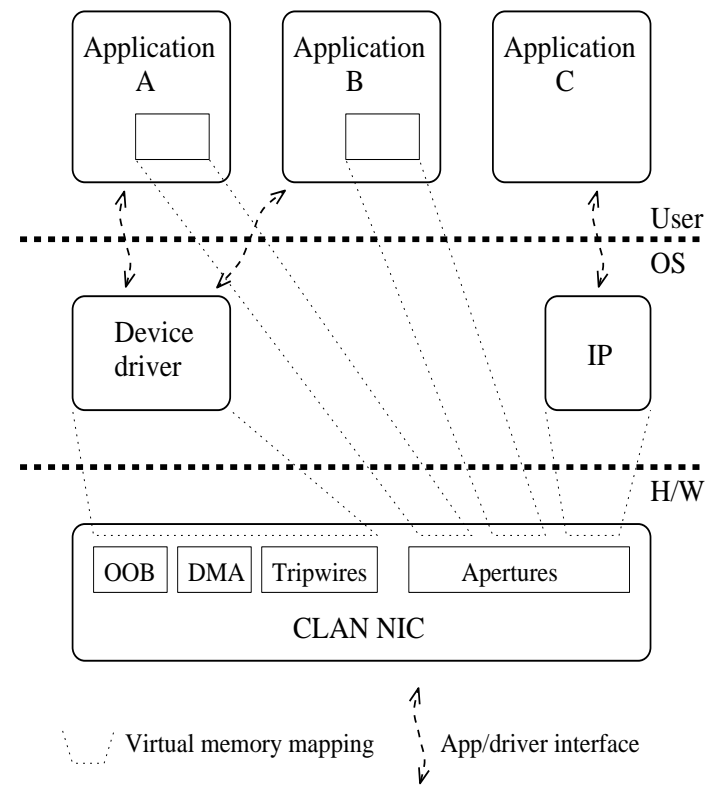 Application
A
Application
B
Application
C
User
OS
Device
driver
IP
H/W
OOB
DMA
Tripwires
Apertures
CLAN NIC
Virtual memory mapping
App/driver interface